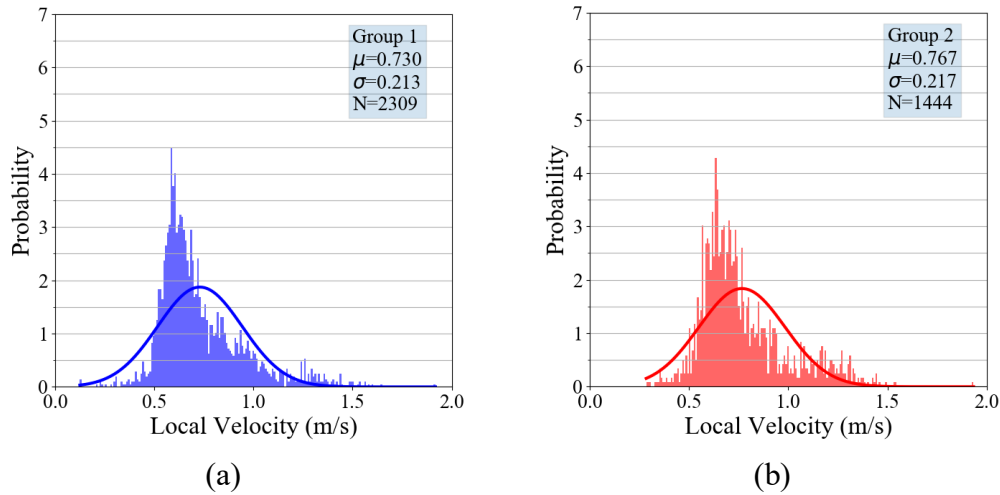 7
6
5
4
3
2
1
0
Probability
Group 1
μ=0.730
σ=0.213
N=2309
0.0 0.5 1.0 1.5 2.0
Local Velocity (m/s)
(a)
7
6
5
4
3
2
1
0
Probability
Group 2
μ=0.767
σ=0.217
N=1444
0.0 0.5 1.0 1.5 2.0
Local Velocity (m/s)
(b)